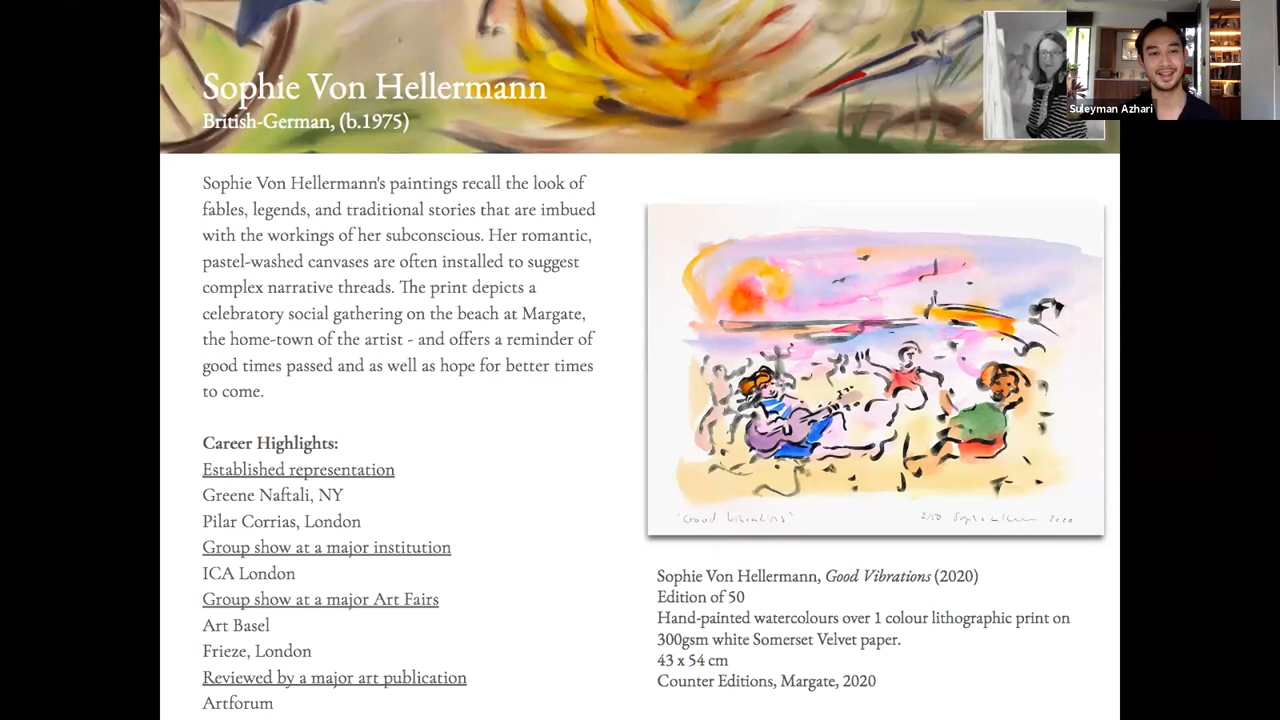 Sophie Von Hellermann
British-German, (b.1975)
Suleyman Azhari
Sophie Von Hellermann's paintings recall the look of
fables, legends, and traditional stories that are imbued
with the workings of her subconscious. Her romantic,
pastel-washed canvases are often installed to suggest
complex narrative threads. The print depicts a
celebratory social gathering on the beach at Margate,
the home-town of the artist - and offers a reminder of
good times passed and as well as hope for better times
to come.
Career Highlights:
Established representation
Greene Naftali, NY
Pilar Corrias, London
Group show at a major institution
ICA London
Group show at a major Art Fairs
Art Basel
Frieze, London
Reviewed by a major art publication
Artforum
"Good Vibrations"
2020
Sophie Von Hellermann, Good Vibrations (2020)
Edition of 50
Hand-painted watercolours over 1 colour lithographic print on
300gsm white Somerset Velvet paper.
43 x 54 cm
Counter Editions, Margate, 2020